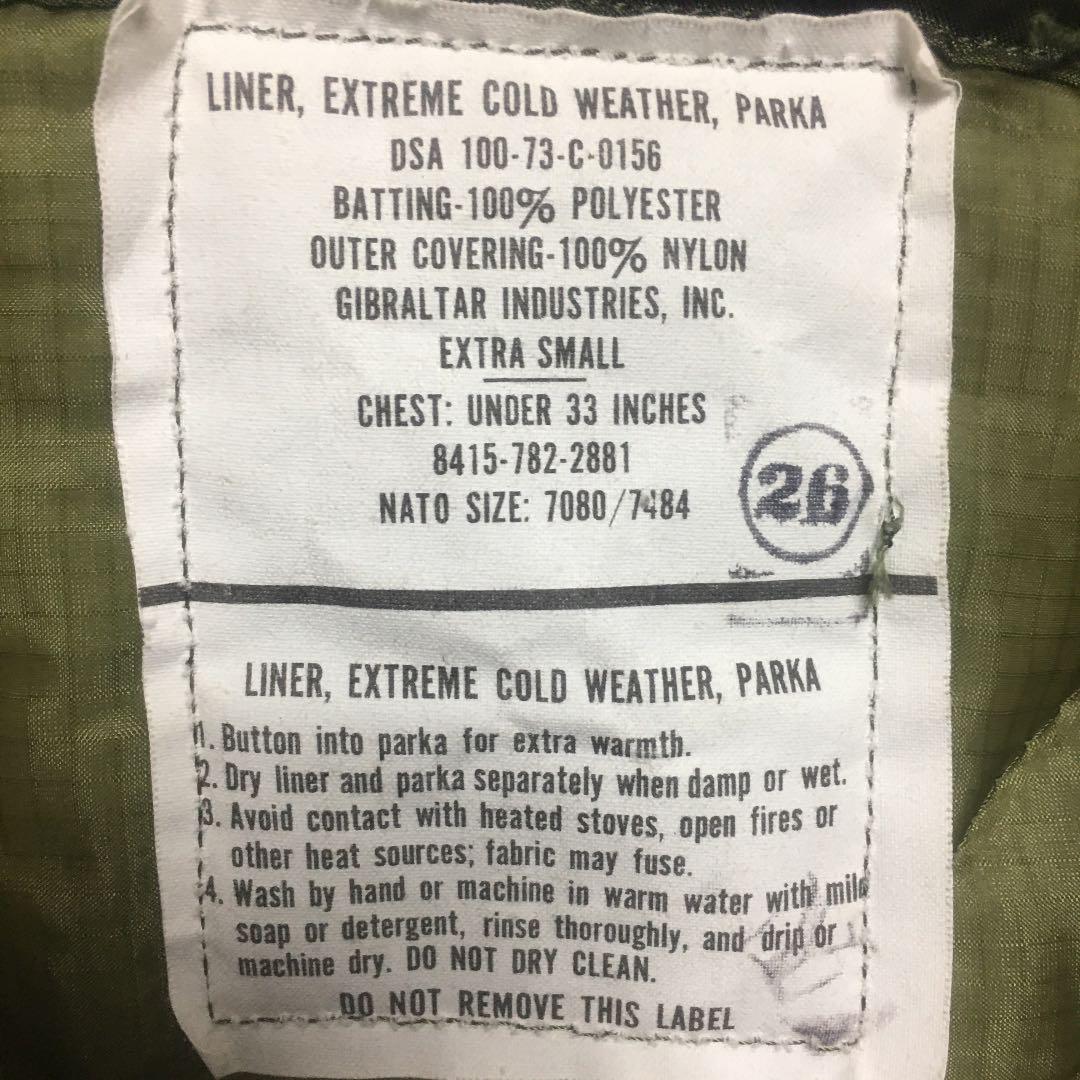 LINER, EXTREME COLD WEATHER, PARKA
DSA 100-73-C-0156
BATTING-100% POLYESTER
OUTER COVERING-100% NYLON
GIBRALTAR INDUSTRIES, INC.
EXTRA SMALL
CHEST: UNDER 33 INCHES
8415-782-2881
NATO SIZE: 7080/7484
26
LINER, EXTREME COLD WEATHER, PARKA
1. Button into parka for extra warmth.
2. Dry liner and parka separately when damp or wet.
3. Avoid contact with heated stoves, open fires or
other heat sources; fabric may fuse.
4. Wash by hand or machine in warm water with mild
soap or detergent, rinse thoroughly, and drip or
machine dry. DO NOT DRY CLEAN.
DO NOT REMOVE THIS LABEL